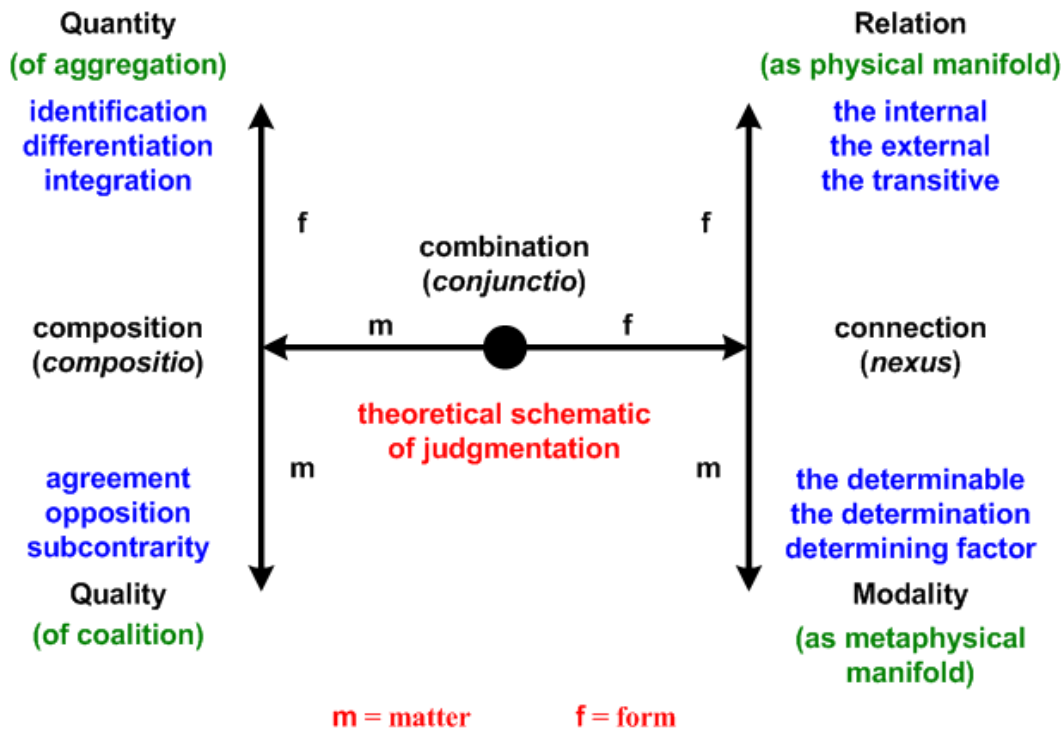 Quantity
(of aggregation)
identification
differentiation
integration
Relation
(as physical manifold)
the internal
the external
the transitive
f
f
combination
(conjunctio)
composition
(compositio)
m
f
connection
(nexus)
theoretical schematic
of judgmentation
m
m
agreement
opposition
subcontrarity
Quality
(of coalition)
the determinable
the determination
determining factor
Modality
(as metaphysical
manifold)
m = matter
f = form